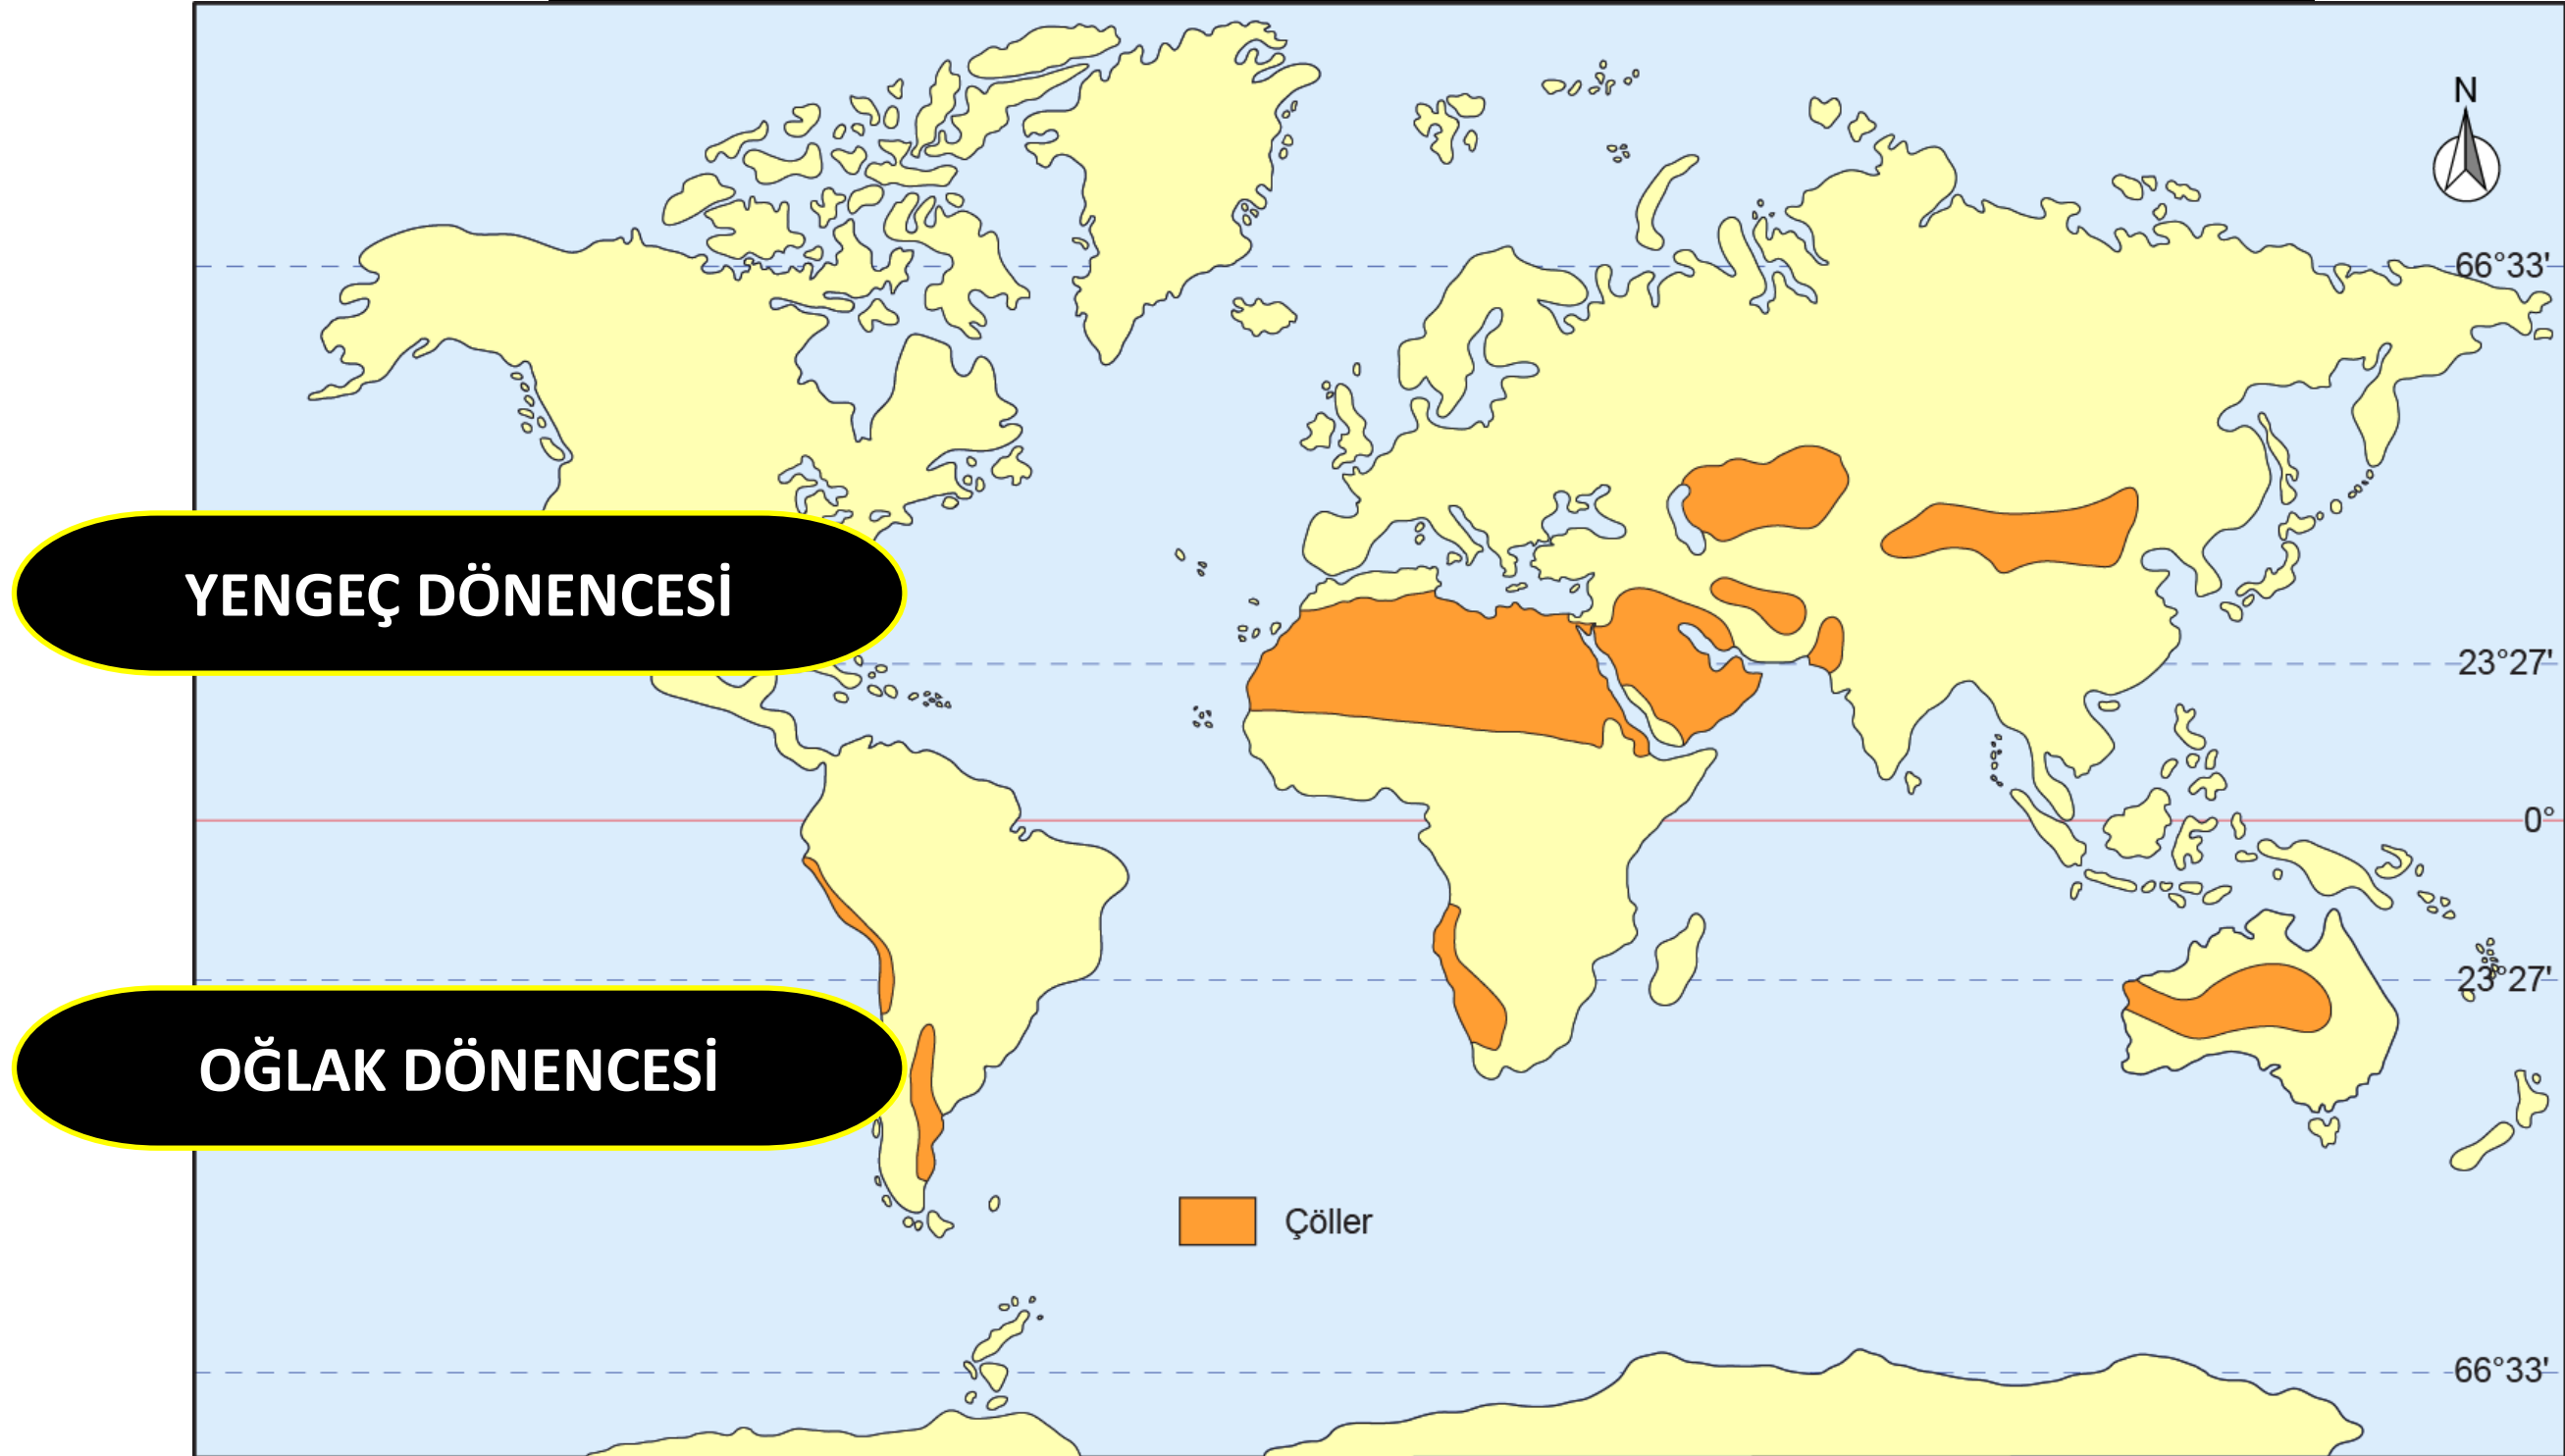 N
66°33'
YENGEÇ DÖNENCESİ
23°27'
0°
23°27'
OĞLAK DÖNENCESİ
Çöller
66°33'